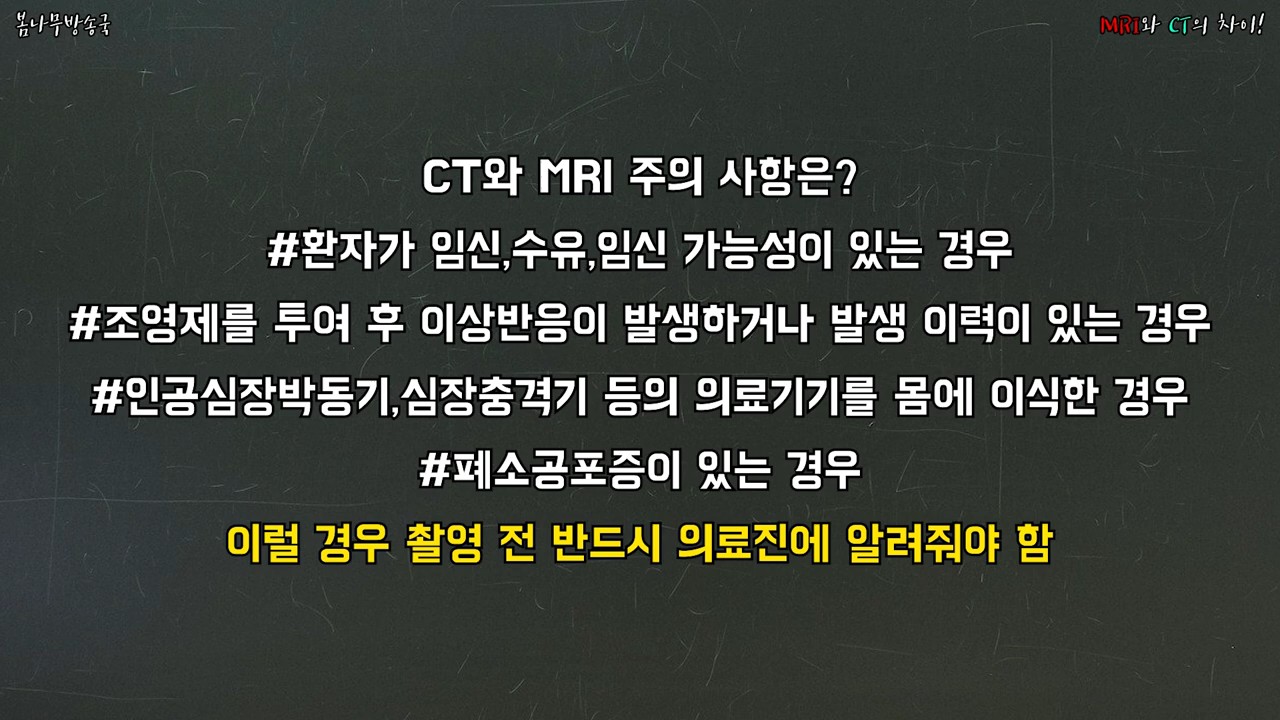 봄나무방송국
MRI와 CT의 차이!
CT와 MRI 주의 사항은?
#환자가 임신,수유,임신 가능성이 있는 경우
#조영제를 투여 후 이상반응이 발생하거나 발생 이력이 있는 경우
#인공심장박동기,심장충격기 등의 의료기기를 몸에 이식한 경우
#폐소공포증이 있는 경우
이럴 경우 촬영 전 반드시 의료진에 알려줘야 함